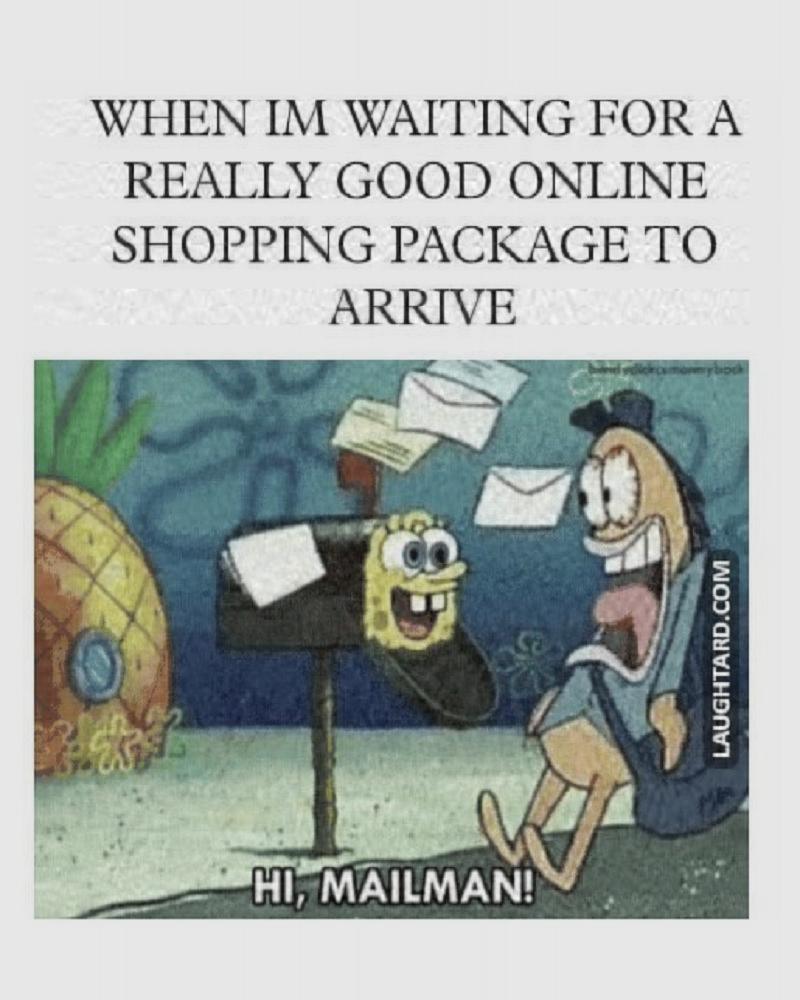 WHEN IM WAITING FOR A
REALLY GOOD ONLINE
SHOPPING PACKAGE TO
ARRIVE
LAUGHTARD.COM
HI, MAILMAN!